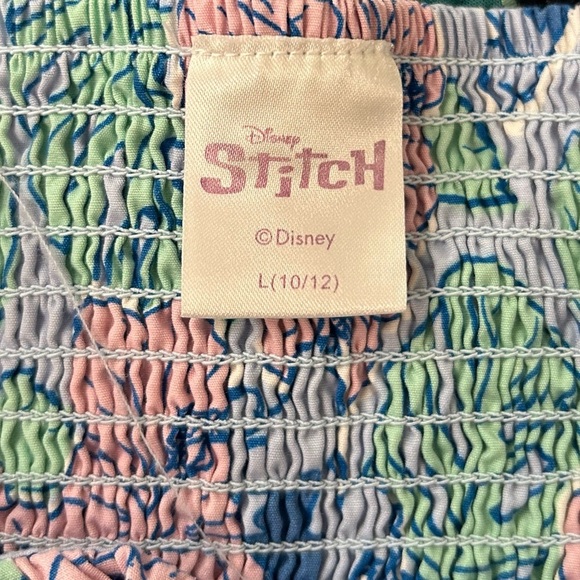 Disney
Stitch
© Disney
L(10/12)